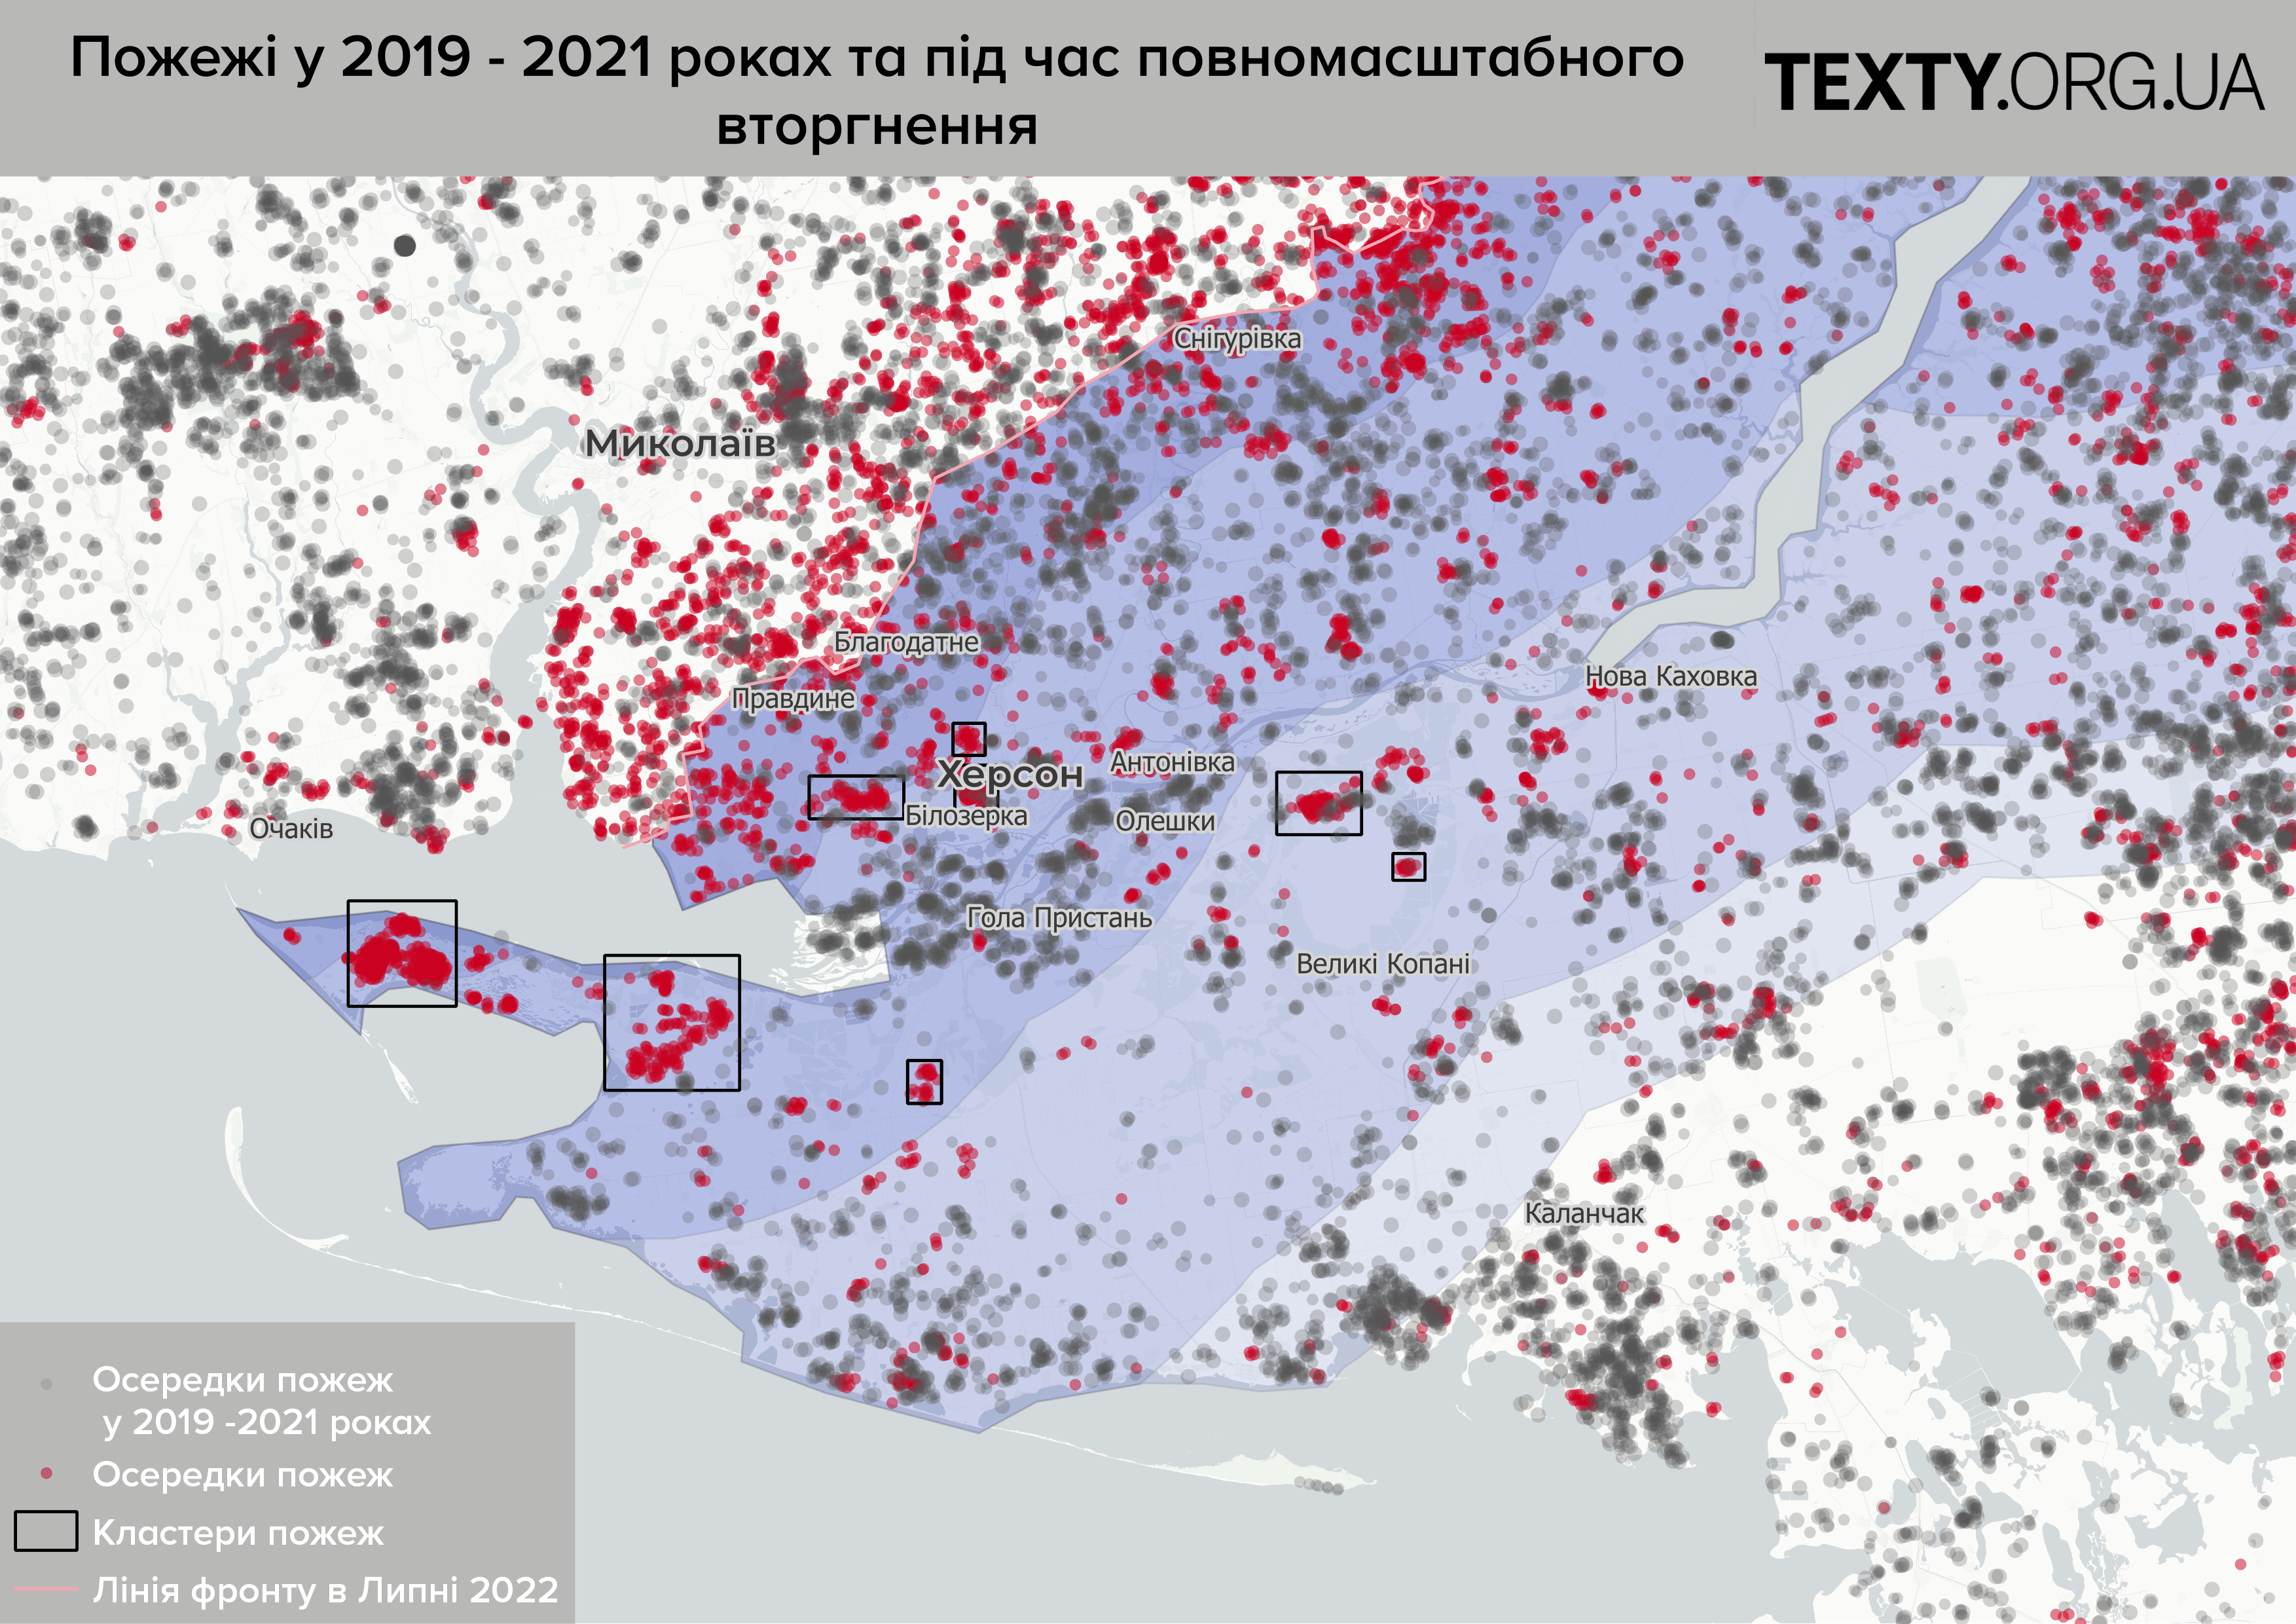 Пожежі у 2019 - 2021 роках та під час повномасштабного
вторгнення
TEXTY.ORG.UA
Снігурівка
Миколаїв
Благодатне
Нова Каховка
Правдине
Антонівка
Херсон
Білозерка
Олешки
Очаків
Гола Пристань
Великі Копані
Каланчак
Осередки пожеж
у 2019 -2021 роках
Осередки пожеж
Кластери пожеж
Лінія фронту в Липні 2022